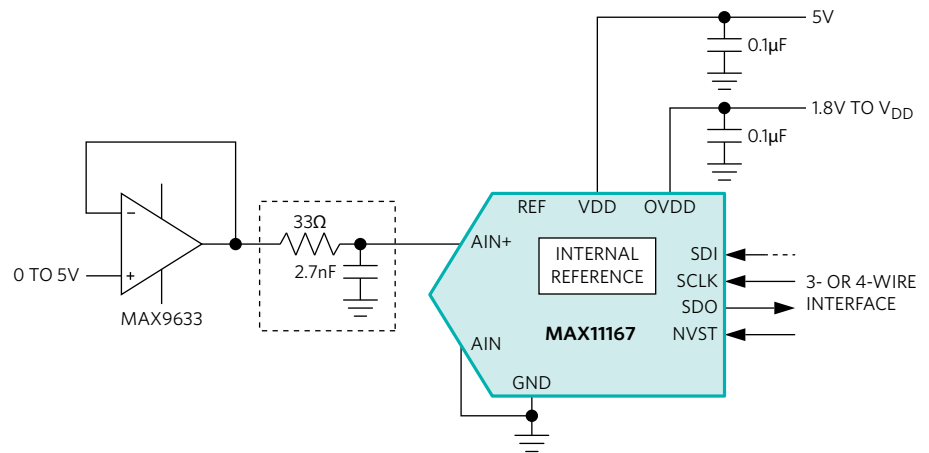 5V
0.1µF
1.8V TO VDD
0.1µF
33Ω
2.7nF
0 TO 5V
−
+
MAX9633
REF VDD OVDD
AIN+
INTERNAL
REFERENCE
SDI
SCLK
SDO
NVST
3- OR 4-WIRE
INTERFACE
MAX11167
AIN
GND